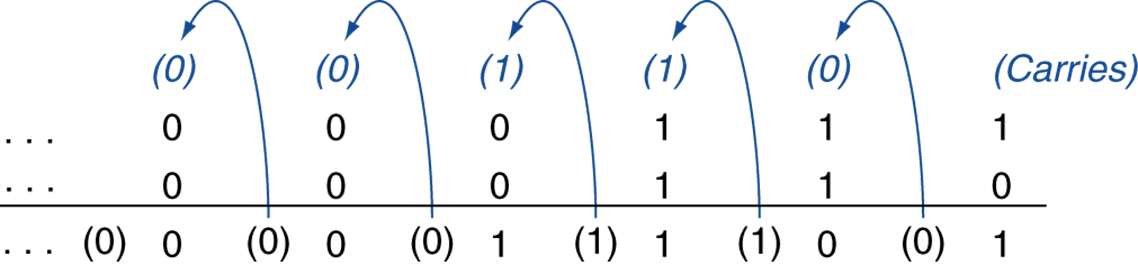 (0) (0) (1) (1) (0) (Carries)
. . . 0 0 0 1 1 1
. . . 0 0 0 1 1 0
. . . (0) 0 (0) 0 (0) 1 (1) 1 (1) 0 (0) 1